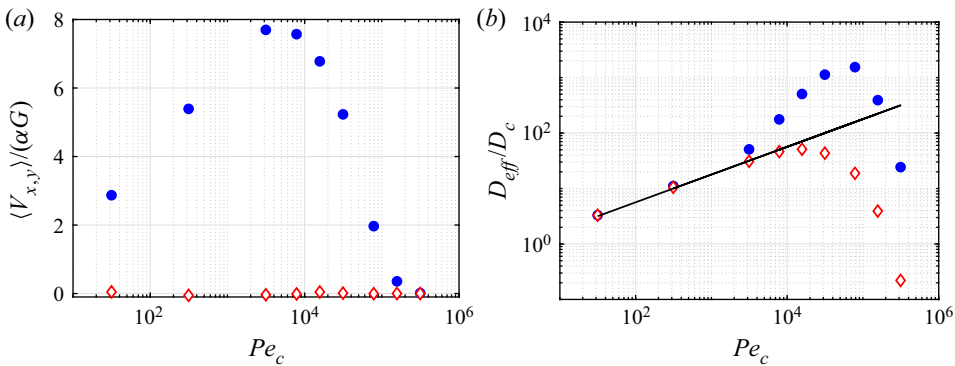 (a)
8
6
4
2
0
⟨V_{x,y}⟩/(αG)
10^2
10^4
10^6
Pe_c
(b)
10^4
10^2
10^0
D_{eff}/D_c
10^2
10^4
10^6
Pe_c